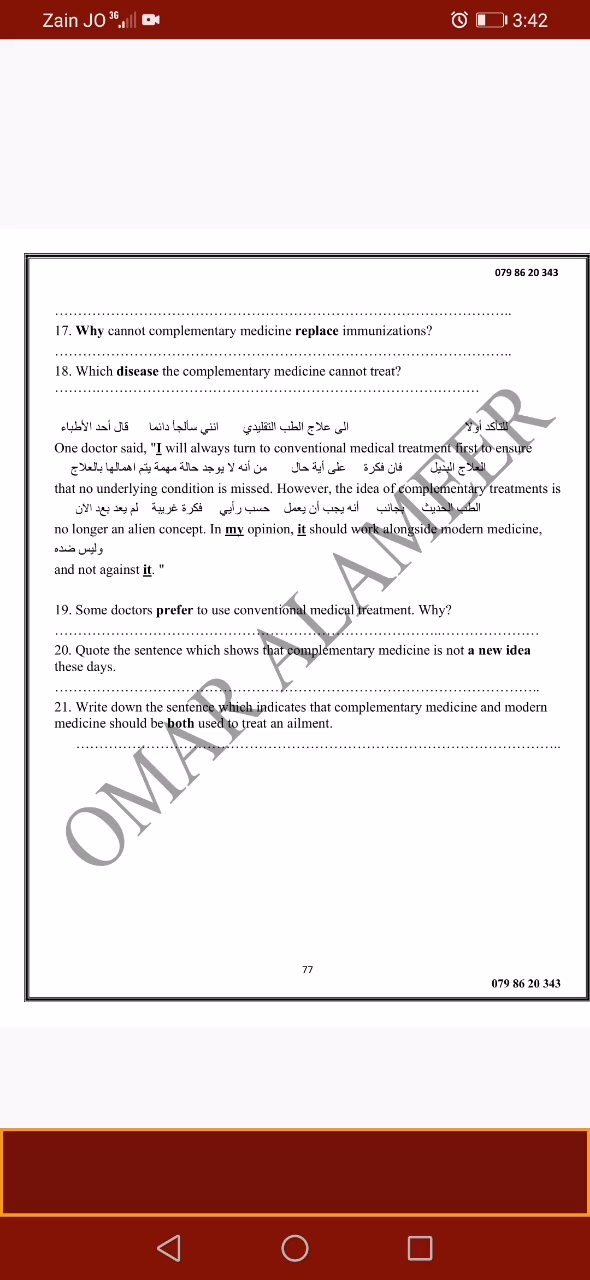 Zain JO 3G 3:42
079 86 20 343
………………………………………………………………………………………..
17. Why cannot complementary medicine replace immunizations?
………………………………………………………………………………………..
18. Which disease the complementary medicine cannot treat?
…………………………………………………………………………………
قال أحد الأطباء انني سألجأ دائما الى علاج الطب التقليدي للتأكد أولا
One doctor said, "I will always turn to conventional medical treatment first to ensure
من أنه لا يوجد حالة مهمة يتم اهمالها بالعلاج على أية حال فان فكرة العلاج البديل
that no underlying condition is missed. However, the idea of complementary treatments is
لم يعد بعد الان فكرة غريبة حسب رأيي أنه يجب أن يعمل بجانب الطب الحديث
no longer an alien concept. In my opinion, it should work alongside modern medicine,
وليس ضده
and not against it. "
19. Some doctors prefer to use conventional medical treatment. Why?
………………………………………………………………………...…………………
20. Quote the sentence which shows that complementary medicine is not a new idea
these days.
……………………………………………………………………………………………..
21. Write down the sentence which indicates that complementary medicine and modern
medicine should be both used to treat an ailment.
……………………………………………………………………………………………..
OMAR ALAMEER
77
079 86 20 343